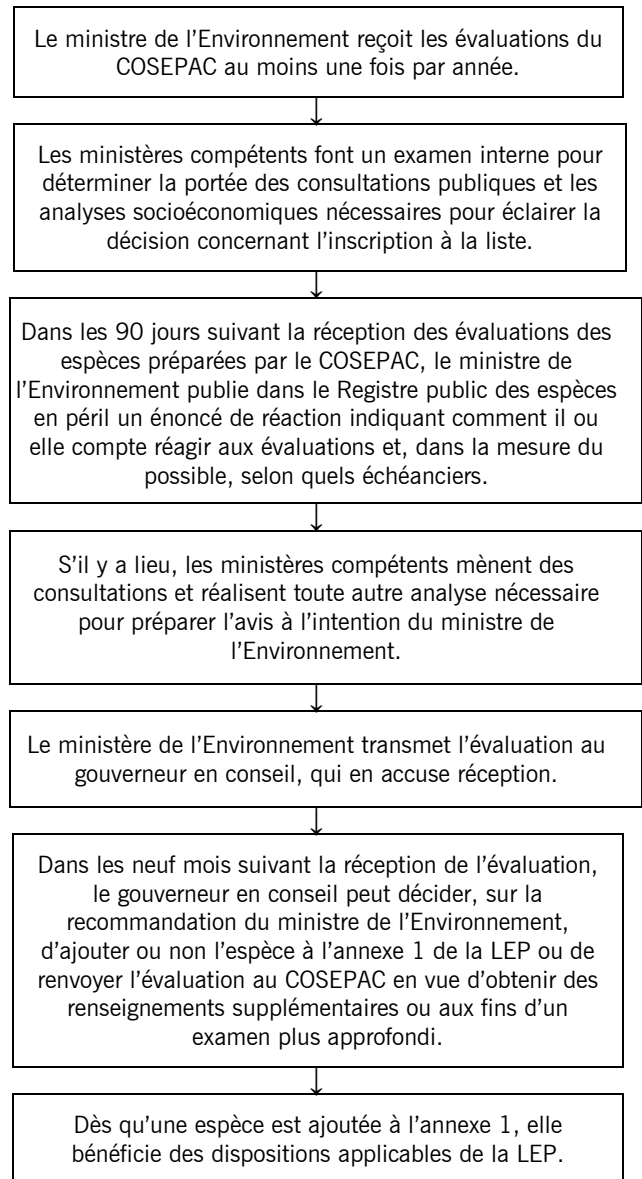 Le ministre de l'Environnement reçoit les évaluations du
COSEPAC au moins une fois par année.
Les ministères compétents font un examen interne pour
déterminer la portée des consultations publiques et les
analyses socioéconomiques nécessaires pour éclairer la
décision concernant l'inscription à la liste.
Dans les 90 jours suivant la réception des évaluations des
espèces préparées par le COSEPAC, le ministre de
l'Environnement publie dans le Registre public des espèces
en péril un énoncé de réaction indiquant comment il ou
elle compte réagir aux évaluations et, dans la mesure du
possible, selon quels échéanciers.
S'il y a lieu, les ministères compétents mènent des
consultations et réalisent toute autre analyse nécessaire
pour préparer l'avis à l'intention du ministre de
l'Environnement.
Le ministère de l'Environnement transmet l'évaluation au
gouverneur en conseil, qui en accuse réception.
Dans les neuf mois suivant la réception de l'évaluation,
le gouverneur en conseil peut décider, sur la
recommandation du ministre de l'Environnement,
d'ajouter ou non l'espèce à l'annexe 1 de la LEP ou de
renvoyer l'évaluation au COSEPAC en vue d'obtenir des
renseignements supplémentaires ou aux fins d'un
examen plus approfondi.
Dès qu'une espèce est ajoutée à l'annexe 1, elle
bénéficie des dispositions applicables de la LEP.